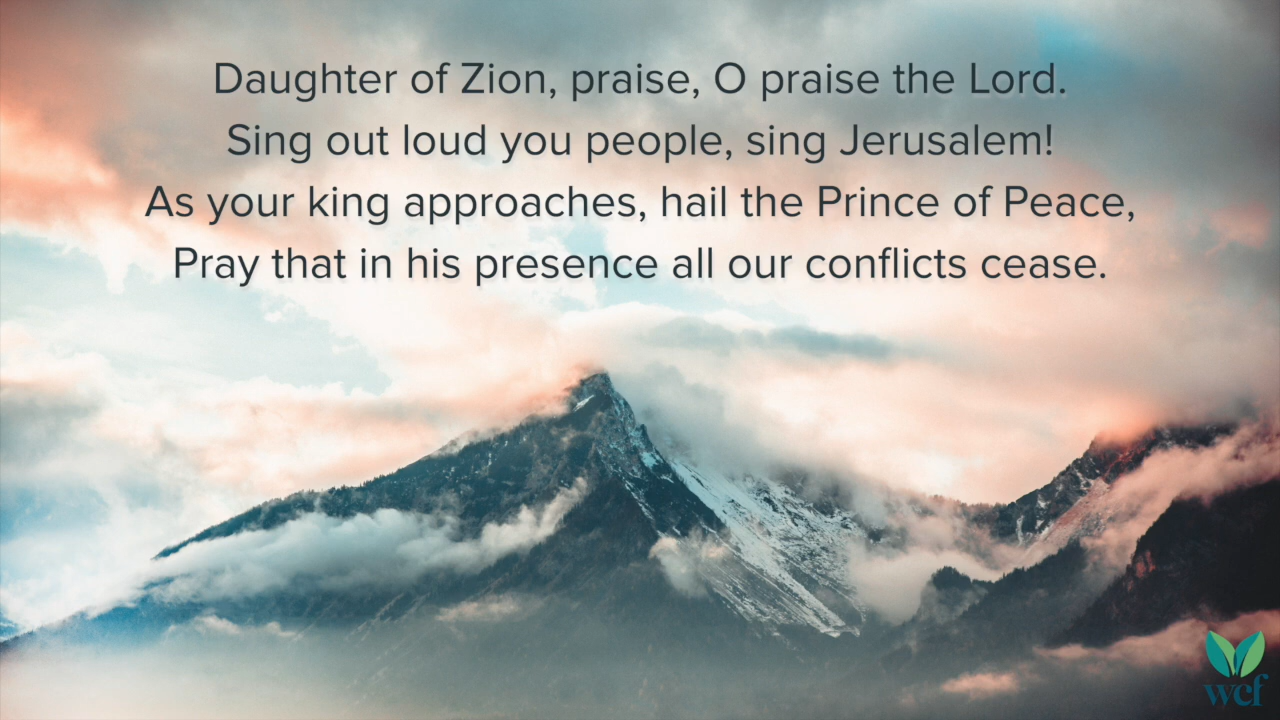 Daughter of Zion, praise, O praise the Lord.
Sing out loud you people, sing Jerusalem!
As your king approaches, hail the Prince of Peace,
Pray that in his presence all our conflicts cease.
wcf